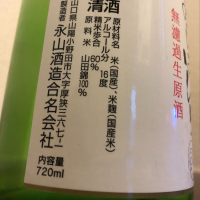 清酒
原材料名 米(国産)、米麹(国産米)
アルコール分 16度
精米歩合 60%
原料米 山田錦100%
製造者
山口県山陽小野田市大字厚狭三六七-一
永山酒造合名会社
内容量
720ml
無濾過生原酒